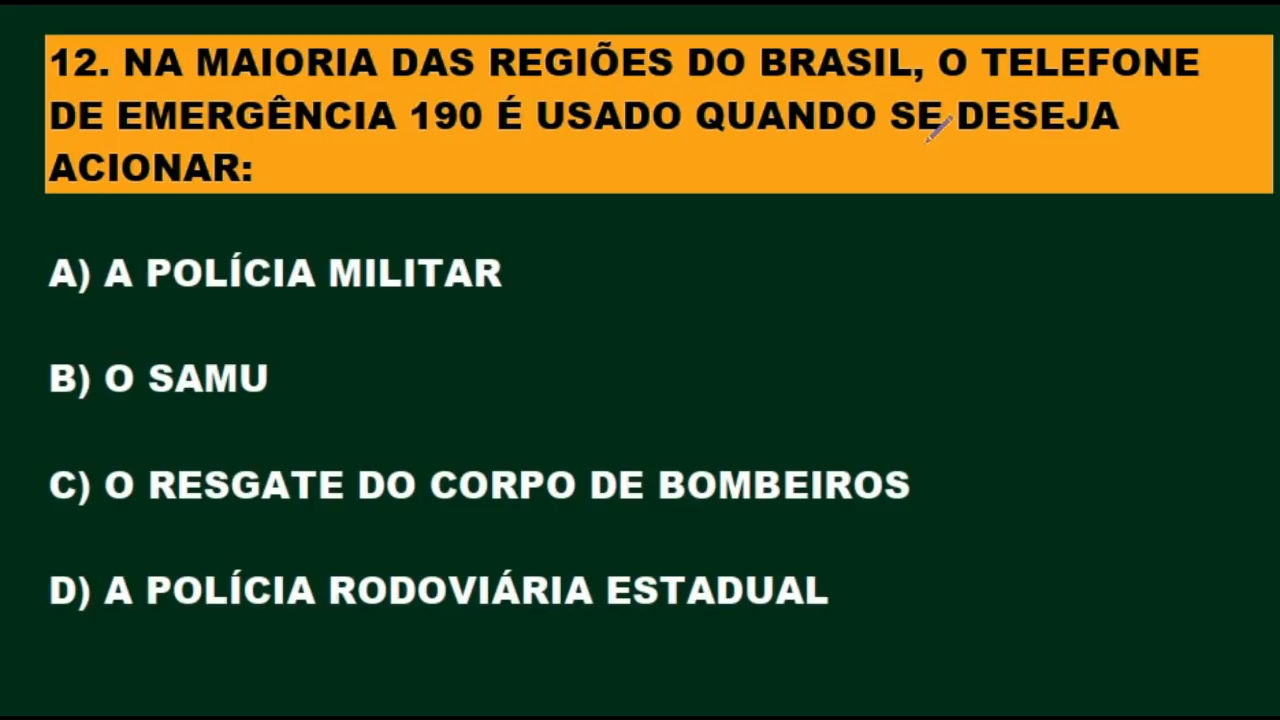 12. NA MAIORIA DAS REGIÕES DO BRASIL, O TELEFONE
DE EMERGÊNCIA 190 É USADO QUANDO SE DESEJA
ACIONAR:
A) A POLÍCIA MILITAR
B) O SAMU
C) O RESGATE DO CORPO DE BOMBEIROS
D) A POLÍCIA RODOVIÁRIA ESTADUAL